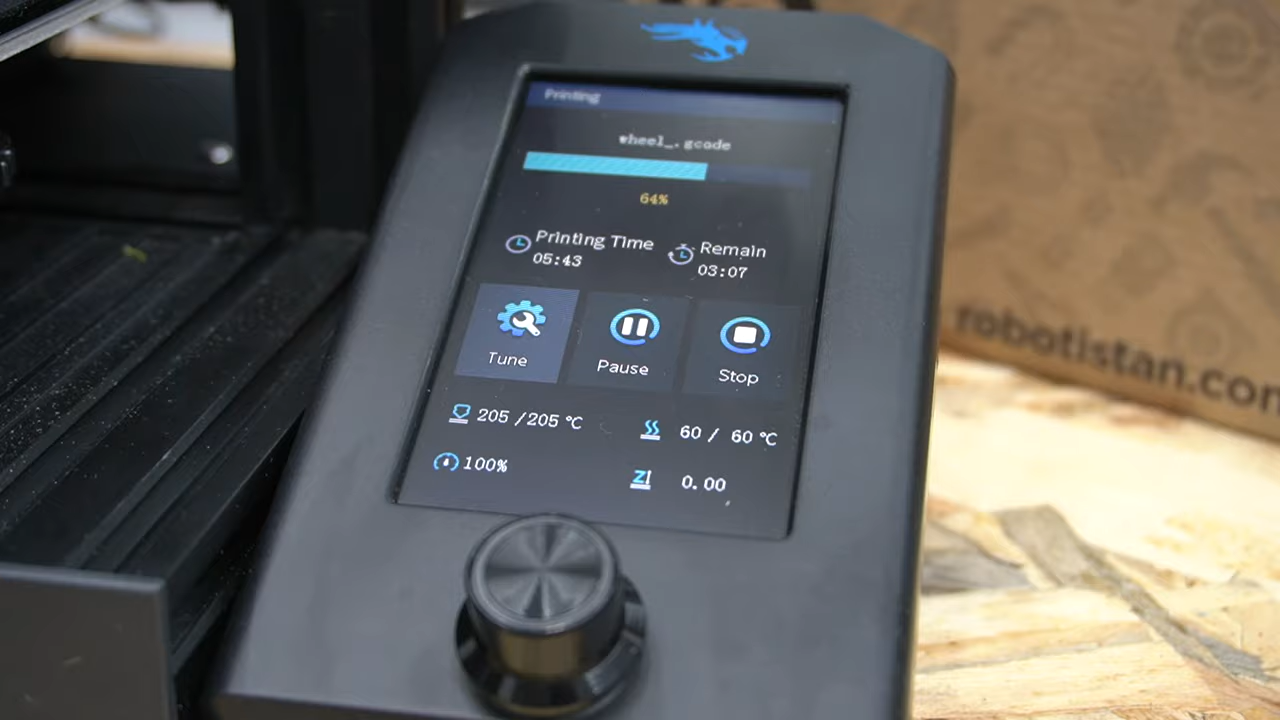 Printing
wheel_.gcode
64%
Printing Time
05:43
Remain
03:07
Tune
Pause
Stop
205 /205 ℃
60 / 60 ℃
100%
Z
0.00
robotistan.com